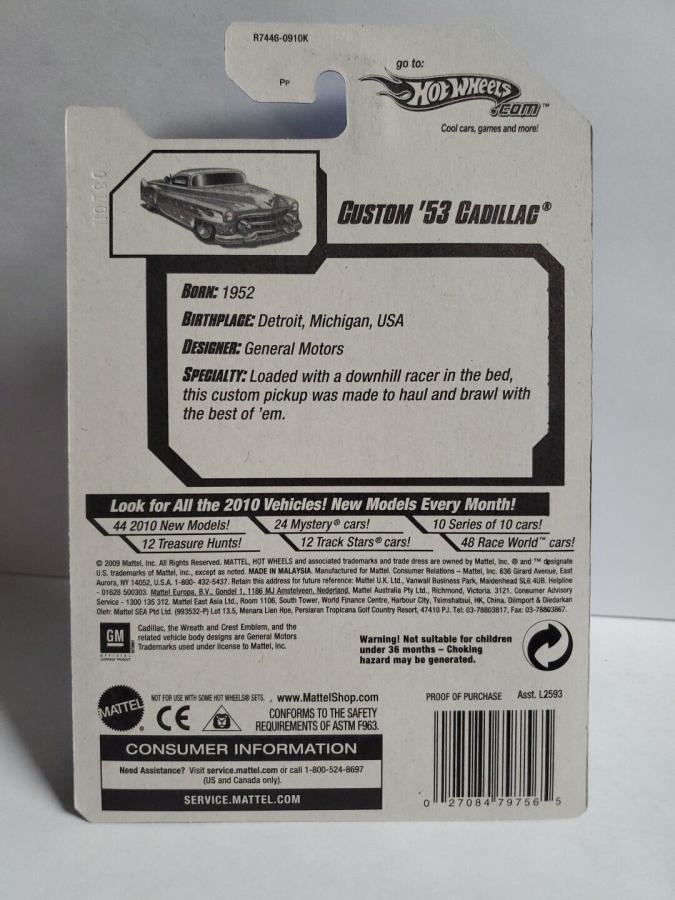 R7446-0910K
PP
go to:
HOT WHEELS
.COM™
Cool cars, games and more!
CUSTOM '53 CADILLAC®
BORN: 1952
BIRTHPLACE: Detroit, Michigan, USA
DESIGNER: General Motors
SPECIALTY: Loaded with a downhill racer in the bed,
this custom pickup was made to haul and brawl with
the best of 'em.
Look for All the 2010 Vehicles! New Models Every Month!
44 2010 New Models! 24 Mystery® cars! 10 Series of 10 cars!
12 Treasure Hunts! 12 Track Stars® cars! 48 Race World™ cars!
© 2009 Mattel, Inc. All Rights Reserved. MATTEL, HOT WHEELS and associated trademarks and trade dress are owned by Mattel, Inc. ® and ™ designate
U.S. trademarks of Mattel, Inc., except as noted. MADE IN MALAYSIA. Manufactured for Mattel. Consumer Relations – Mattel, Inc. 636 Girard Avenue, East
Aurora, NY 14052, U.S.A. 1-800- 432-5437. Retain this address for future reference: Mattel U.K. Ltd., Vanwall Business Park, Maidenhead SL6 4UB. Helpline
- 01628 500303. Mattel Europa, B.V., Gondel 1, 1186 MJ Amstelveen, Nederland. Mattel Australia Pty Ltd., Richmond, Victoria. 3121. Consumer Advisory
Service - 1300 135 312. Mattel East Asia Ltd., Room 1106, South Tower, World Finance Centre, Harbour City, Tsimshatsui, HK, China. Diimport & Diedarkan
Oleh: Mattel SEA Ptd Ltd. (993532-P) Lot 13.5, Menara Lien Hoe, Persiaran Tropicana Golf Country Resort, 47410 PJ. Tel: 03-78803817, Fax: 03-78803867.
GM
OFFICIAL
LICENSED PRODUCT
Cadillac, the Wreath and Crest Emblem, and the
related vehicle body designs are General Motors
Trademarks used under license to Mattel, Inc.
Warning! Not suitable for children
under 36 months – Choking
hazard may be generated.
MATTEL®
NOT FOR USE WITH SOME HOT WHEELS® SETS.
www.MattelShop.com
CE
CONFORMS TO THE SAFETY
REQUIREMENTS OF ASTM F963.
PROOF OF PURCHASE Asst. L2593
CONSUMER INFORMATION
Need Assistance? Visit service.mattel.com or call 1-800-524-8697
(US and Canada only).
SERVICE.MATTEL.COM
0 27084 79756 5